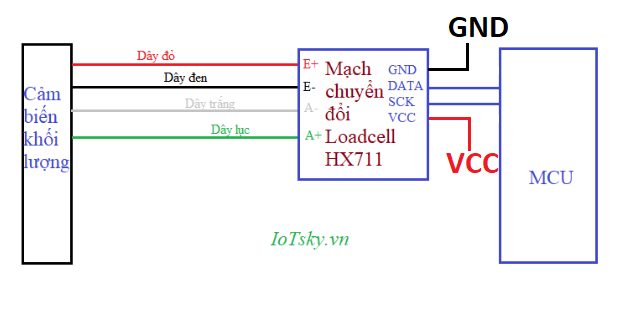 GND
Dây đỏ
Dây đen
Dây trắng
Dây lục
Cảm
biến
khối
lượng
E+
E-
A-
A+
Mạch
chuyển
đổi
Loadcell
HX711
GND
DATA
SCK
VCC
VCC
MCU
IoTsky.vn